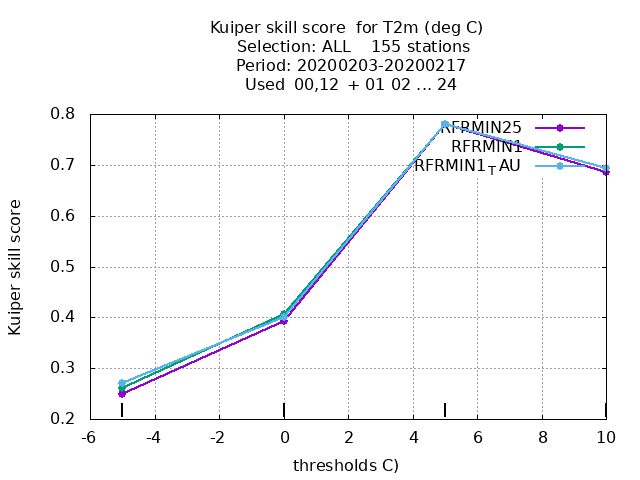 Kuiper skill score  for T2m (deg C)
Selection: ALL    155 stations
Period: 20200203-20200217
Used  00,12  + 01 02 ... 24
Kuiper skill score
0.8
0.7
0.6
0.5
0.4
0.3
0.2
RFRMIN25
RFRMIN1
RFRMIN1TAU
-6 -4 -2 0 2 4 6 8 10
thresholds C)